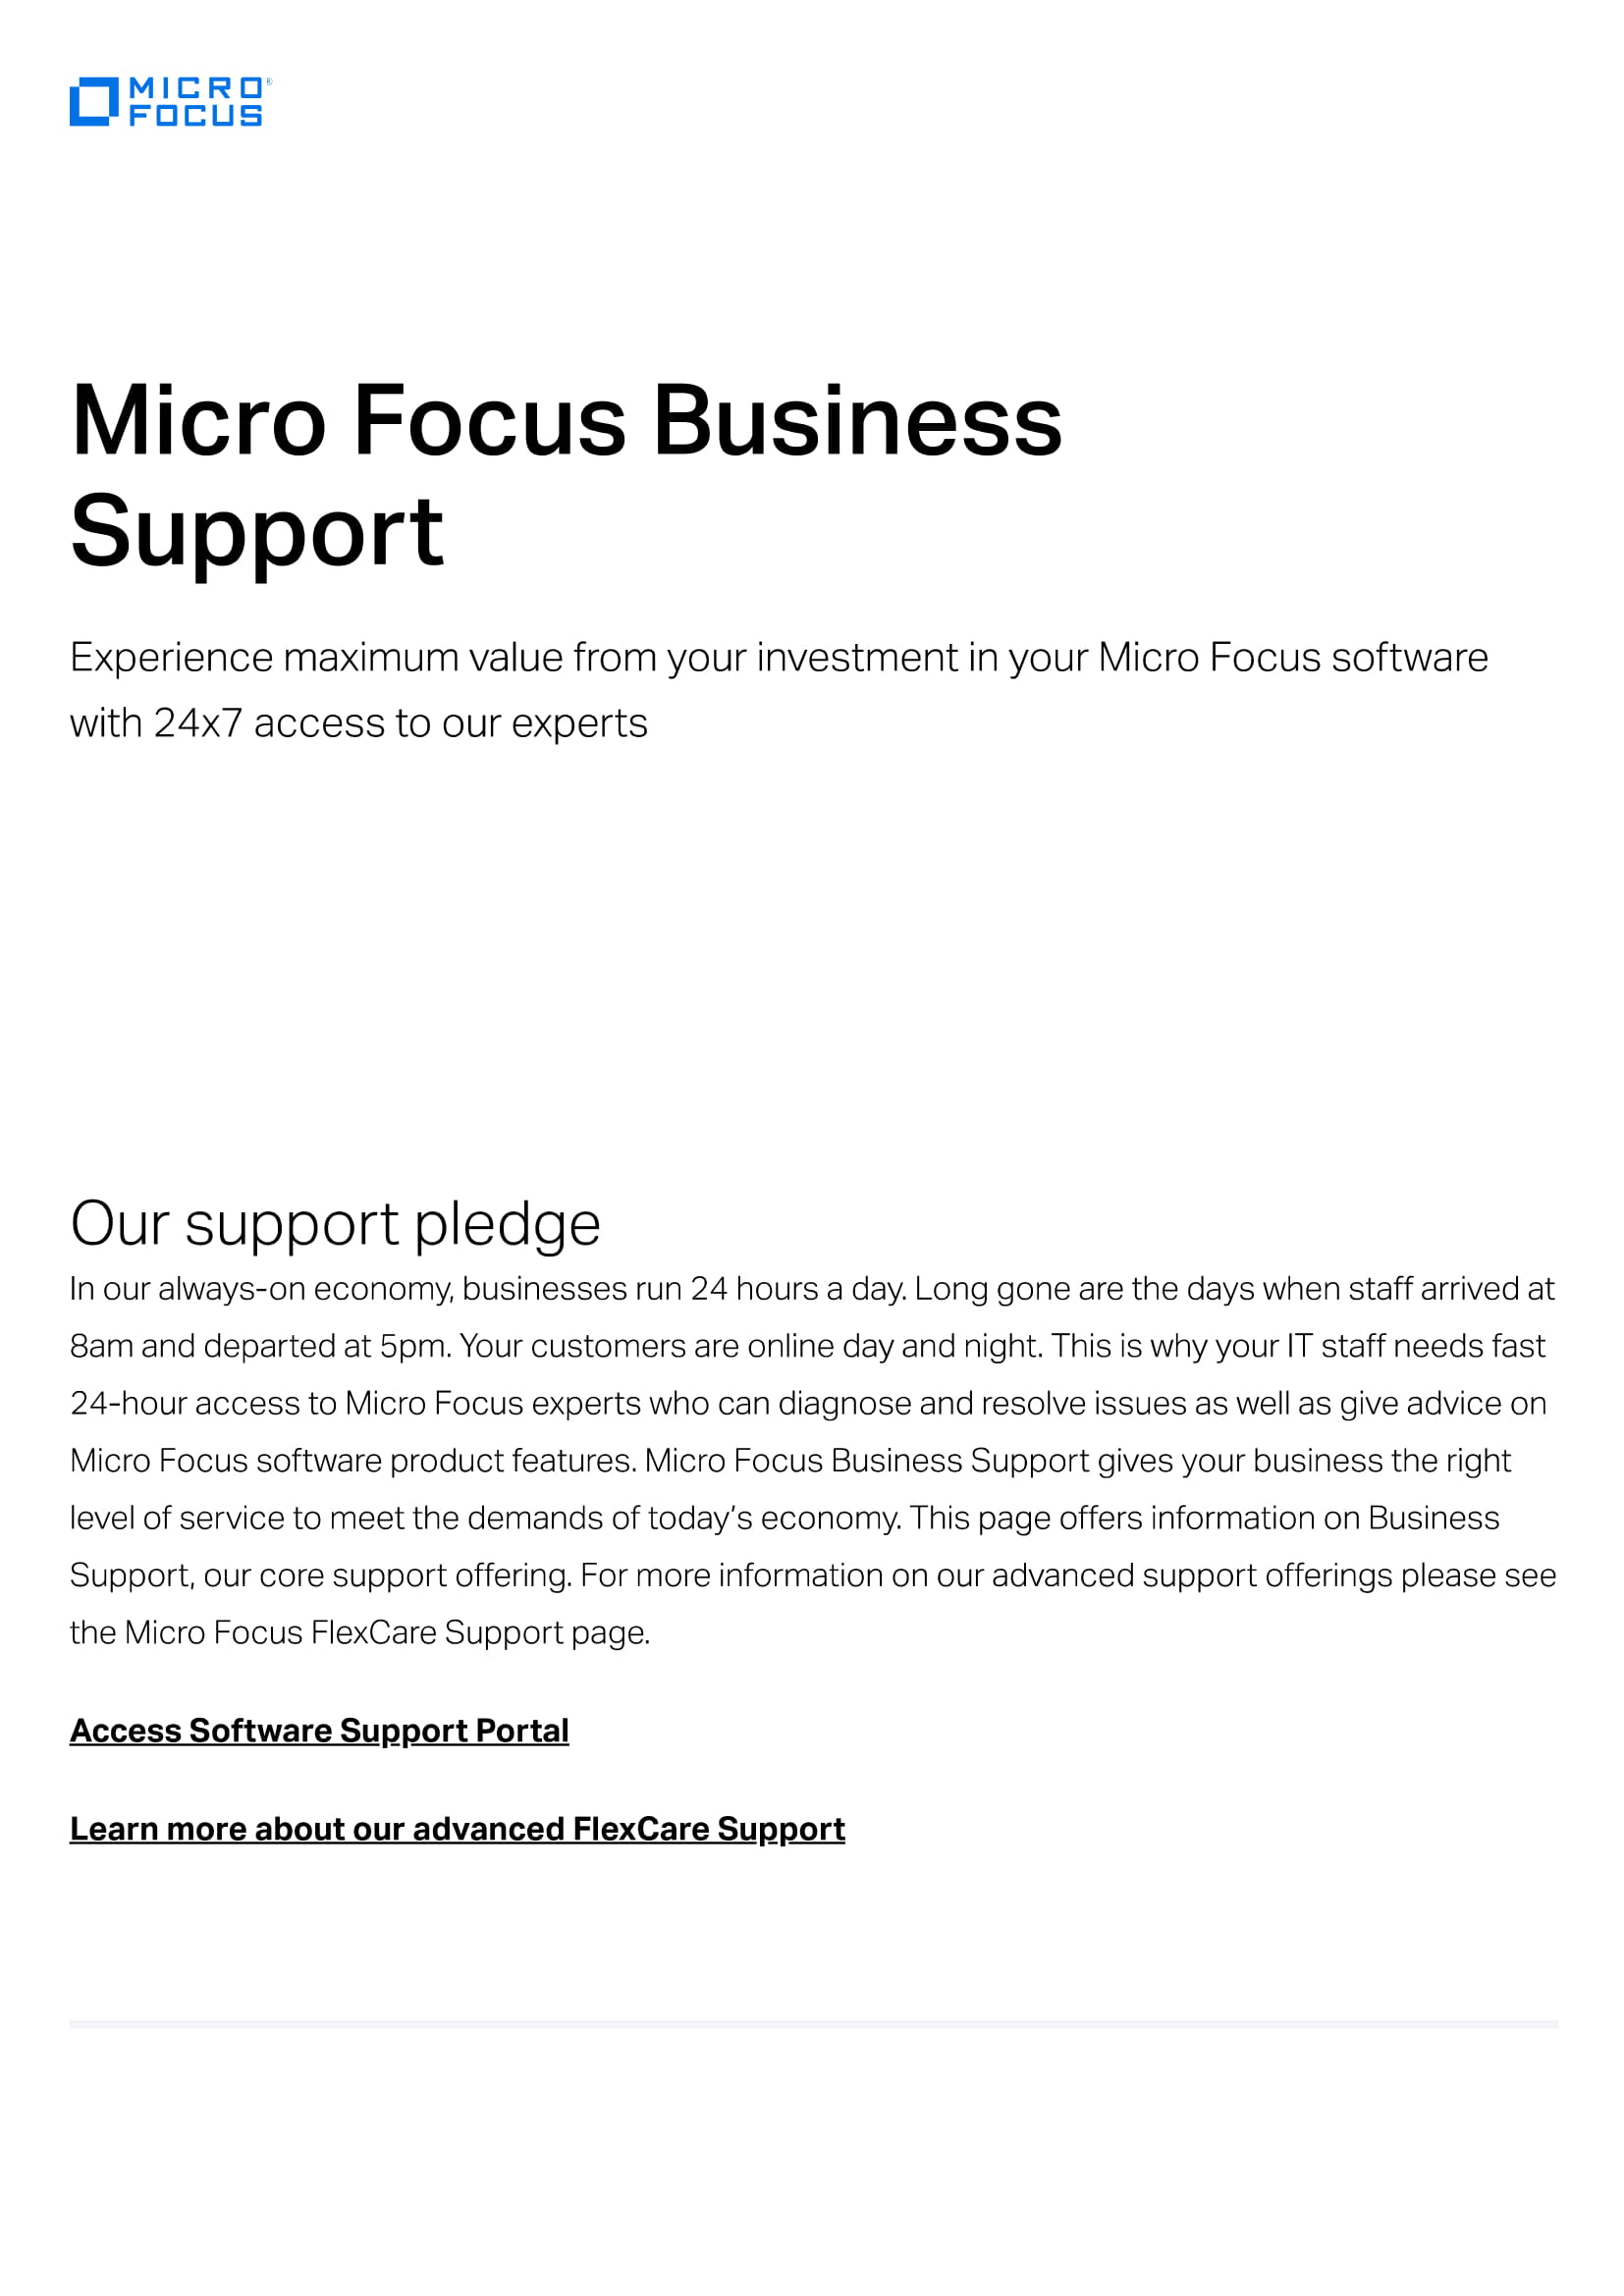 MICRO®
FOCUS
Micro Focus Business
Support
Experience maximum value from your investment in your Micro Focus software
with 24x7 access to our experts
Our support pledge
In our always-on economy, businesses run 24 hours a day. Long gone are the days when staff arrived at
8am and departed at 5pm. Your customers are online day and night. This is why your IT staff needs fast
24-hour access to Micro Focus experts who can diagnose and resolve issues as well as give advice on
Micro Focus software product features. Micro Focus Business Support gives your business the right
level of service to meet the demands of today’s economy. This page offers information on Business
Support, our core support offering. For more information on our advanced support offerings please see
the Micro Focus FlexCare Support page.
Access Software Support Portal
Learn more about our advanced FlexCare Support